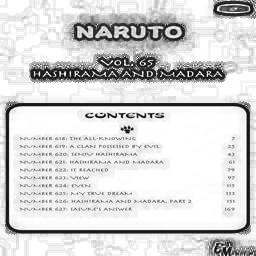 NARUTO
VOL. 65
HASHIRAMA AND MADARA
CONTENTS
NUMBER 618: THE ALL-KNOWING 7
NUMBER 619: A CLAN POSSESSED BY EVIL 25
NUMBER 620: SENJU HASHIRAMA 43
NUMBER 621: HASHIRAMA AND MADARA 61
NUMBER 622: IT REACHED 79
NUMBER 623: VIEW 97
NUMBER 624: EVEN 115
NUMBER 625: MY TRUE DREAM 133
NUMBER 626: HASHIRAMA AND MADARA, PART 2 151
NUMBER 627: SASUKE'S ANSWER 169